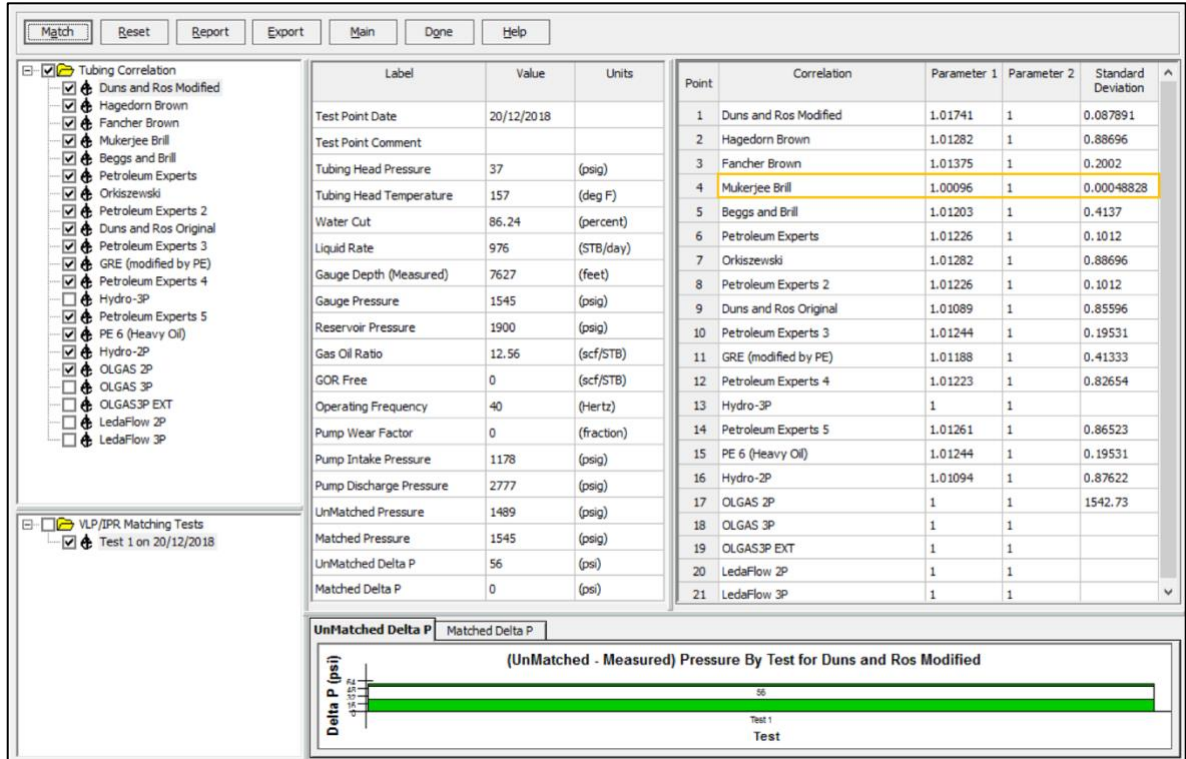 Match Reset Report Export Main Done Help
Tubing Correlation
Duns and Ros Modified
Hagedorn Brown
Fancher Brown
Mukerjee Brill
Beggs and Brill
Petroleum Experts
Orkiszewski
Petroleum Experts 2
Duns and Ros Original
Petroleum Experts 3
GRE (modified by PE)
Petroleum Experts 4
Hydro-3P
Petroleum Experts 5
PE 6 (Heavy Oil)
Hydro-2P
OLGAS 2P
OLGAS 3P
OLGAS3P EXT
LedaFlow 2P
LedaFlow 3P
VLP/IPR Matching Tests
Test 1 on 20/12/2018
Label Value Units
Test Point Date 20/12/2018
Test Point Comment
Tubing Head Pressure 37 (psig)
Tubing Head Temperature 157 (deg F)
Water Cut 86.24 (percent)
Liquid Rate 976 (STB/day)
Gauge Depth (Measured) 7627 (feet)
Gauge Pressure 1545 (psig)
Reservoir Pressure 1900 (psig)
Gas Oil Ratio 12.56 (scf/STB)
GOR Free 0 (scf/STB)
Operating Frequency 40 (Hertz)
Pump Wear Factor 0 (fraction)
Pump Intake Pressure 1178 (psig)
Pump Discharge Pressure 2777 (psig)
UnMatched Pressure 1489 (psig)
Matched Pressure 1545 (psig)
UnMatched Delta P 56 (psi)
Matched Delta P 0 (psi)
Point Correlation Parameter 1 Parameter 2 Standard Deviation
1 Duns and Ros Modified 1.01741 1 0.087891
2 Hagedorn Brown 1.01282 1 0.88696
3 Fancher Brown 1.01375 1 0.2002
4 Mukerjee Brill 1.00096 1 0.00048828
5 Beggs and Brill 1.01203 1 0.4137
6 Petroleum Experts 1.01226 1 0.1012
7 Orkiszewski 1.01282 1 0.88696
8 Petroleum Experts 2 1.01226 1 0.1012
9 Duns and Ros Original 1.01089 1 0.85596
10 Petroleum Experts 3 1.01244 1 0.19531
11 GRE (modified by PE) 1.01188 1 0.41333
12 Petroleum Experts 4 1.01223 1 0.82654
13 Hydro-3P 1 1
14 Petroleum Experts 5 1.01261 1 0.86523
15 PE 6 (Heavy Oil) 1.01244 1 0.19531
16 Hydro-2P 1.01094 1 0.87622
17 OLGAS 2P 1 1 1542.73
18 OLGAS 3P 1 1
19 OLGAS3P EXT 1 1
20 LedaFlow 2P 1 1
21 LedaFlow 3P 1 1
UnMatched Delta P Matched Delta P
(UnMatched - Measured) Pressure By Test for Duns and Ros Modified
Delta P (psi)
56
Test 1
Test